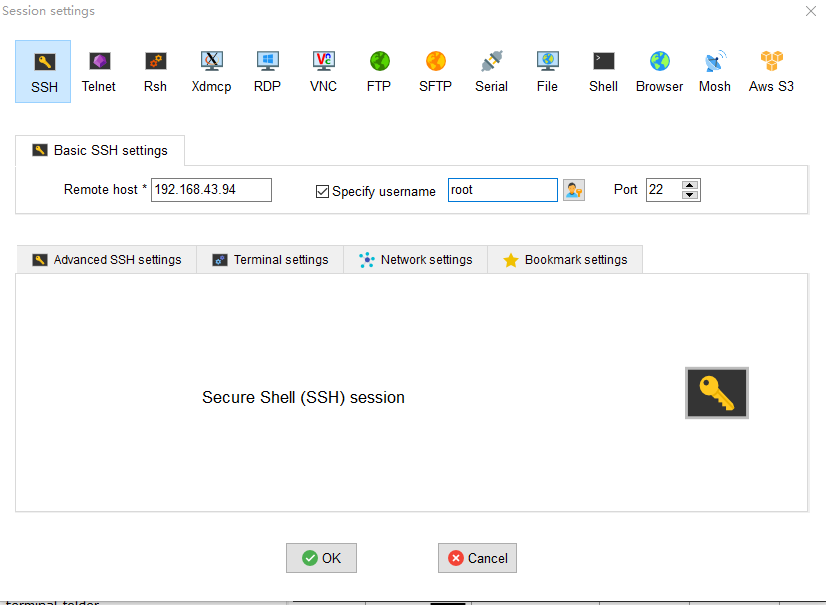 Session settings
SSH Telnet Rsh Xdmcp RDP VNC FTP SFTP Serial File Shell Browser Mosh Aws S3
Basic SSH settings
Remote host * 192.168.43.94 Specify username root Port 22
Advanced SSH settings Terminal settings Network settings Bookmark settings
Secure Shell (SSH) session
OK Cancel
terminal folder